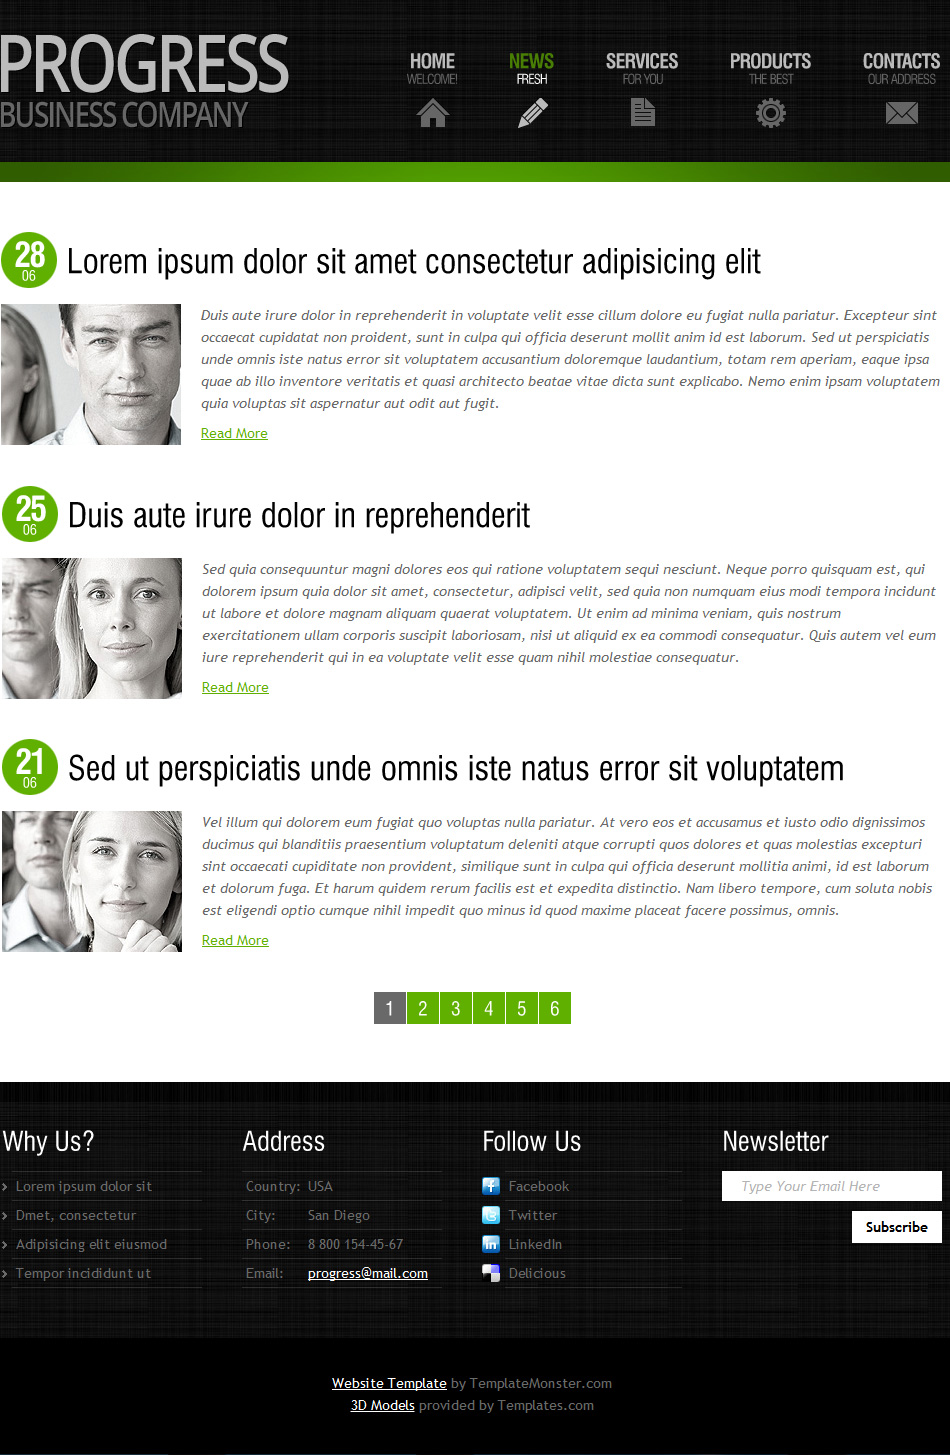 PROGRESS
BUSINESS COMPANY
HOME
WELCOME!
NEWS
FRESH
SERVICES
FOR YOU
PRODUCTS
THE BEST
CONTACTS
OUR ADDRESS
28
06
Lorem ipsum dolor sit amet consectetur adipisicing elit
Duis aute irure dolor in reprehenderit in voluptate velit esse cillum dolore eu fugiat nulla pariatur. Excepteur sint
occaecat cupidatat non proident, sunt in culpa qui officia deserunt mollit anim id est laborum. Sed ut perspiciatis
unde omnis iste natus error sit voluptatem accusantium doloremque laudantium, totam rem aperiam, eaque ipsa
quae ab illo inventore veritatis et quasi architecto beatae vitae dicta sunt explicabo. Nemo enim ipsam voluptatem
quia voluptas sit aspernatur aut odit aut fugit.
Read More
25
06
Duis aute irure dolor in reprehenderit
Sed quia consequuntur magni dolores eos qui ratione voluptatem sequi nesciunt. Neque porro quisquam est, qui
dolorem ipsum quia dolor sit amet, consectetur, adipisci velit, sed quia non numquam eius modi tempora incidunt
ut labore et dolore magnam aliquam quaerat voluptatem. Ut enim ad minima veniam, quis nostrum
exercitationem ullam corporis suscipit laboriosam, nisi ut aliquid ex ea commodi consequatur. Quis autem vel eum
iure reprehenderit qui in ea voluptate velit esse quam nihil molestiae consequatur.
Read More
21
06
Sed ut perspiciatis unde omnis iste natus error sit voluptatem
Vel illum qui dolorem eum fugiat quo voluptas nulla pariatur. At vero eos et accusamus et iusto odio dignissimos
ducimus qui blanditiis praesentium voluptatum deleniti atque corrupti quos dolores et quas molestias excepturi
sint occaecati cupiditate non provident, similique sunt in culpa qui officia deserunt mollitia animi, id est laborum
et dolorum fuga. Et harum quidem rerum facilis est et expedita distinctio. Nam libero tempore, cum soluta nobis
est eligendi optio cumque nihil impedit quo minus id quod maxime placeat facere possimus, omnis.
Read More
1 2 3 4 5 6
Why Us?
Lorem ipsum dolor sit
Dmet, consectetur
Adipisicing elit eiusmod
Tempor incididunt ut
Address
Country: USA
City: San Diego
Phone: 8 800 154-45-67
Email: progress@mail.com
Follow Us
Facebook
Twitter
LinkedIn
Delicious
Newsletter
Type Your Email Here
Subscribe
Website Template by TemplateMonster.com
3D Models provided by Templates.com